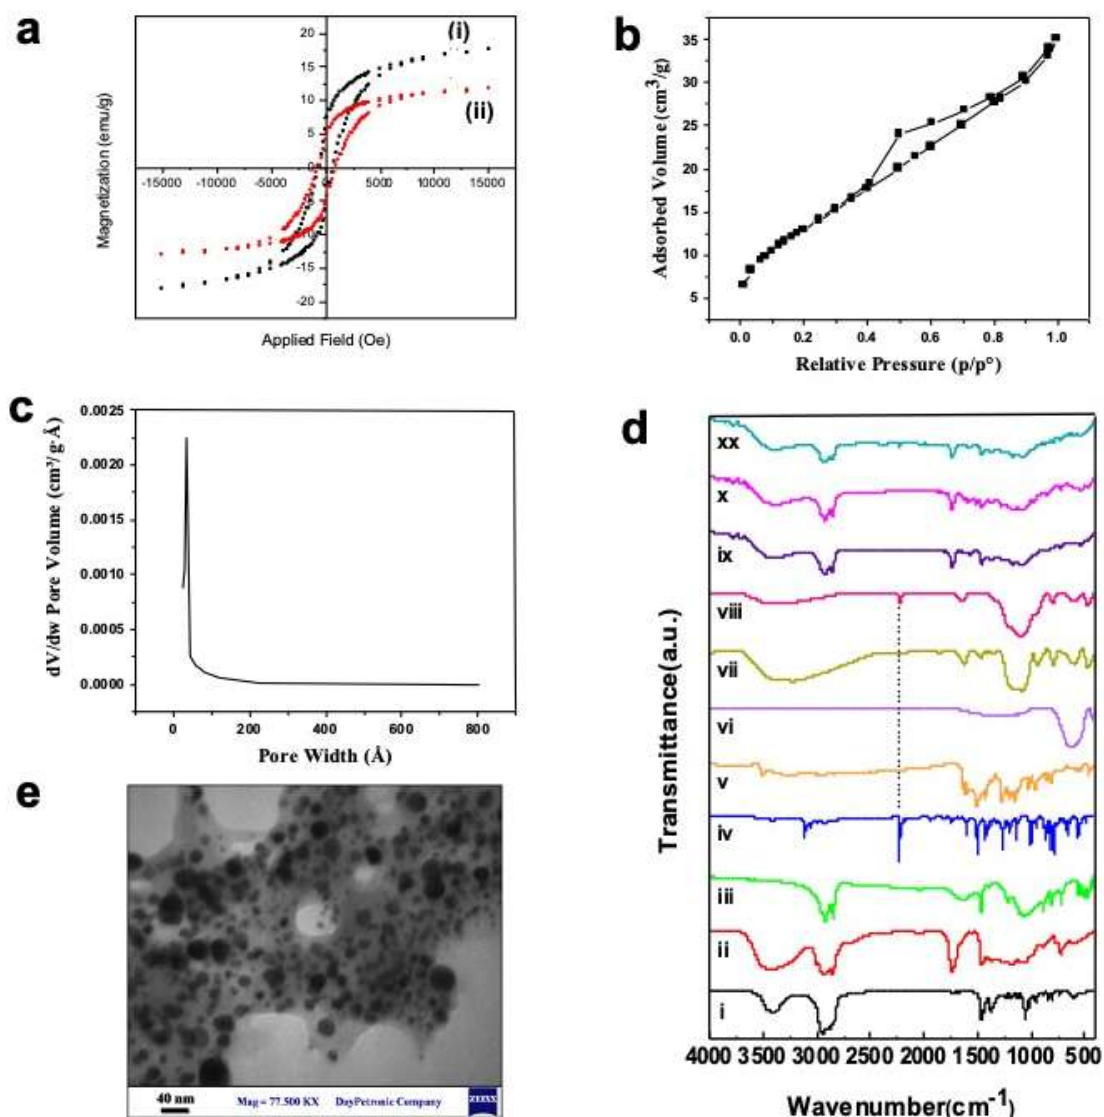 a
(i)
(ii)
20
15
10
5
0
-5
-10
-15
-20
-15000 -10000 -5000 0 5000 10000 15000
Magnetization (emu/g)
Applied Field (Oe)
b
35
30
25
20
15
10
5
0.0 0.2 0.4 0.6 0.8 1.0
Adsorbed Volume (cm³/g)
Relative Pressure (p/p°)
c
0.0025
0.0020
0.0015
0.0010
0.0005
0.0000
0 200 400 600 800
dV/dw Pore Volume (cm³/g·Å)
Pore Width (Å)
d
xx
x
ix
viii
vii
vi
v
iv
iii
ii
i
4000 3500 3000 2500 2000 1500 1000 500
Transmittance(a.u.)
Wavenumber(cm⁻¹)
e
40 nm
Mag = 77.500 KX DayPetronic Company
ZEISS